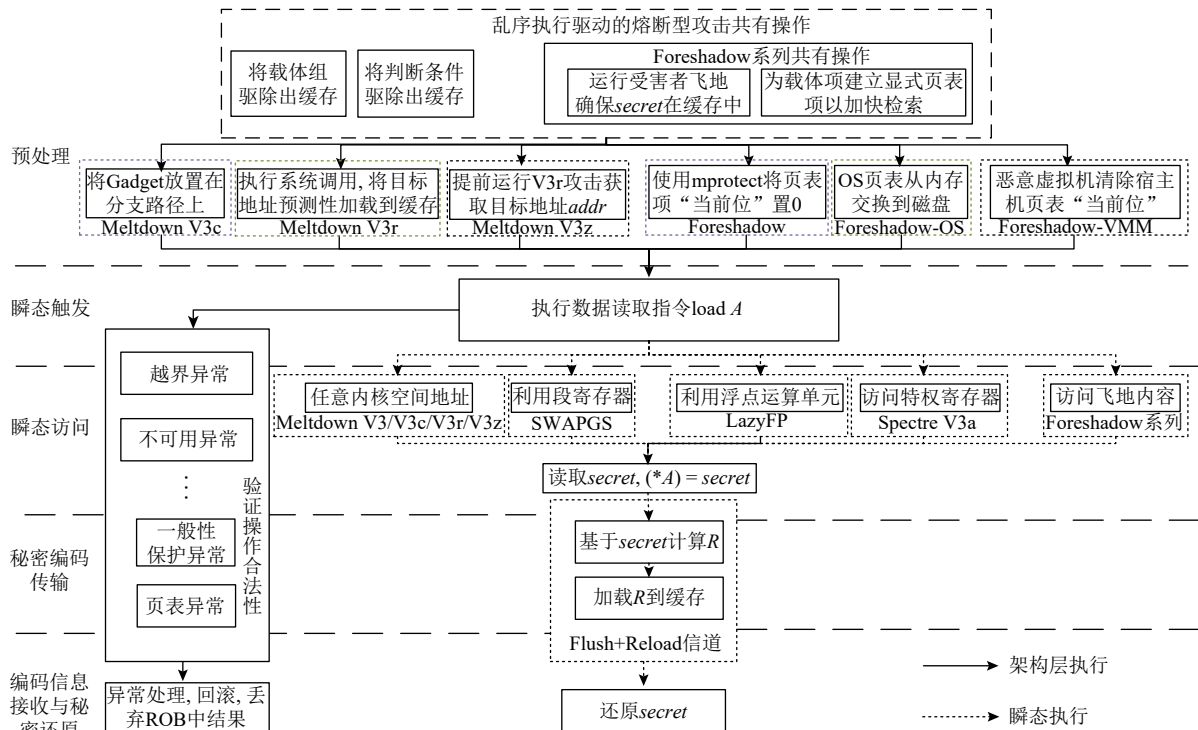 乱序执行驱动的熔断型攻击共有操作
将载体组
驱除出缓存
将判断条件
驱除出缓存
Foreshadow系列共有操作
运行受害者飞地
确保secret在缓存中
为载体项建立显式页表
项以加快检索
预处理
将Gadget放置在
分支路径上
Meltdown V3c
执行系统调用, 将目标
地址预测性加载到缓存
Meltdown V3r
提前运行V3r攻击获
取目标地址addr
Meltdown V3z
使用mprotect将页表
项“当前位”置0
Foreshadow
OS页表从内存
交换到磁盘
Foreshadow-OS
恶意虚拟机清除宿主
机页表“当前位”
Foreshadow-VMM
瞬态触发
执行数据读取指令load A
越界异常
不可用异常
⋮
一般性
保护异常
页表异常
验证操作合法性
瞬态访问
任意内核空间地址
Meltdown V3/V3c/V3r/V3z
利用段寄存器
SWAPGS
利用浮点运算单元
LazyFP
访问特权寄存器
Spectre V3a
访问飞地内容
Foreshadow系列
读取secret, (*A) = secret
秘密编码
传输
基于secret计算R
加载R到缓存
Flush+Reload信道
编码信息
接收与秘
密还原
异常处理, 回滚, 丢
弃ROB中结果
还原secret
架构层执行
瞬态执行